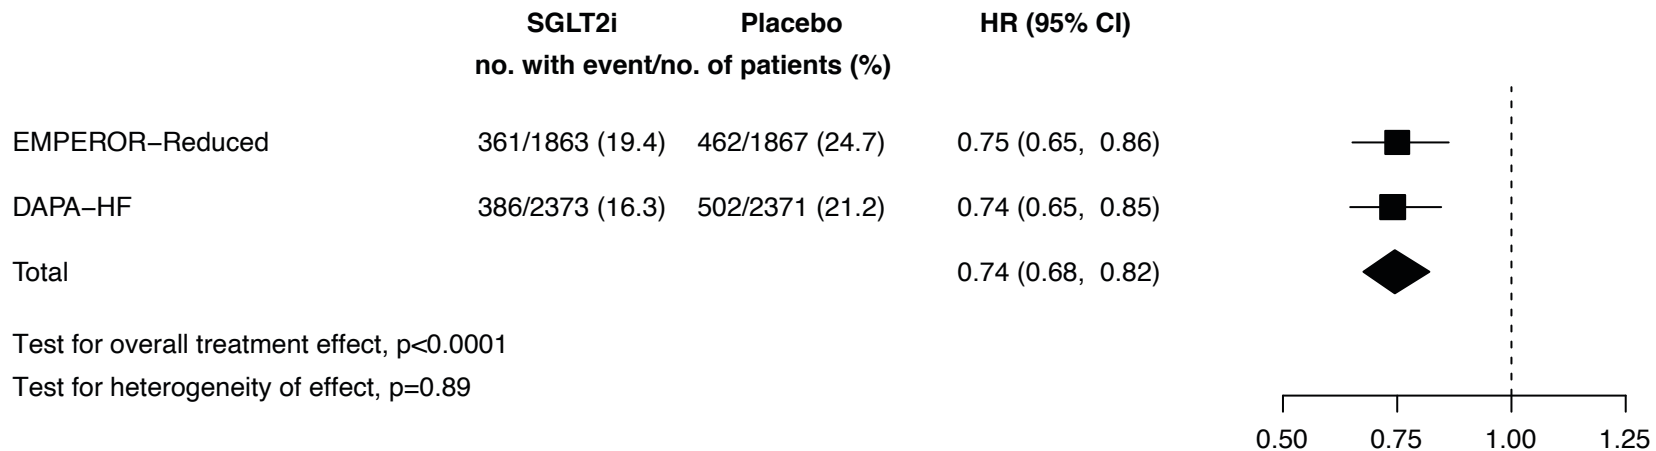 SGLT2i Placebo HR (95% CI)
no. with event/no. of patients (%)
EMPEROR−Reduced 361/1863 (19.4) 462/1867 (24.7) 0.75 (0.65, 0.86)
DAPA−HF 386/2373 (16.3) 502/2371 (21.2) 0.74 (0.65, 0.85)
Total 0.74 (0.68, 0.82)
Test for overall treatment effect, p<0.0001
Test for heterogeneity of effect, p=0.89
0.50 0.75 1.00 1.25